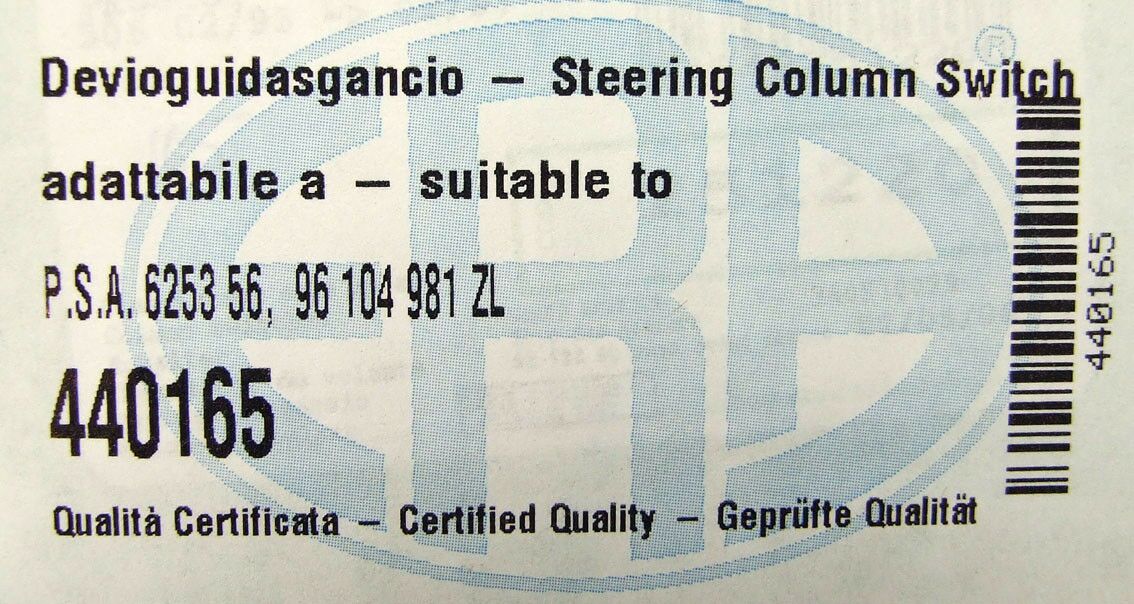 Devioguidasgancio — Steering Column Switch
adattabile a — suitable to
P.S.A. 6253 56, 96 104 981 ZL
440165
Qualità Certificata — Certified Quality — Geprüfte Qualität
440165
ERA
®